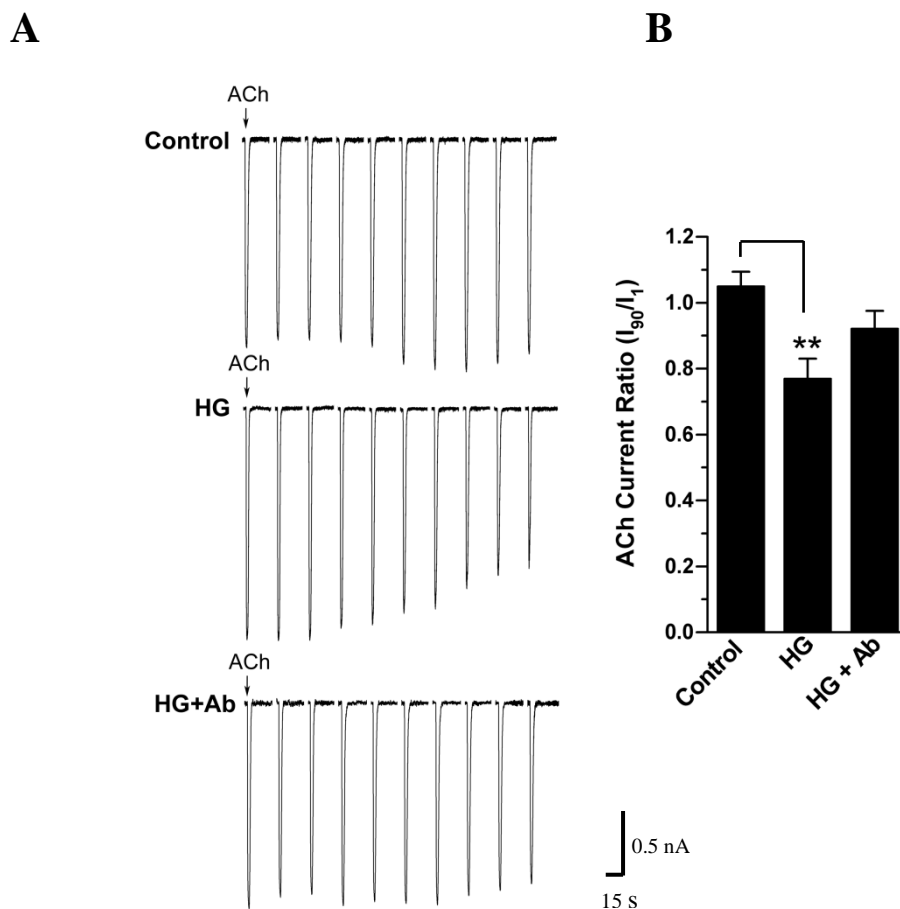 A
ACh
Control
ACh
HG
ACh
HG+Ab
0.5 nA
15 s
B
ACh Current Ratio (I90/I1)
1.2
1.0
0.8
0.6
0.4
0.2
0.0
**
Control
HG
HG + Ab